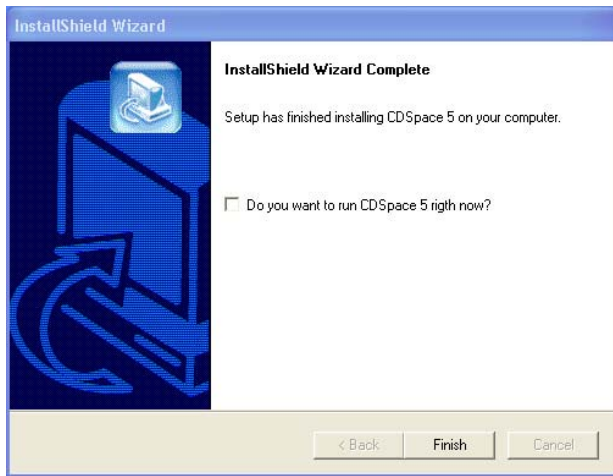 InstallShield Wizard
InstallShield Wizard Complete
Setup has finished installing CDSpace 5 on your computer.
Do you want to run CDSpace 5 rigth now?
< Back
Finish
Cancel